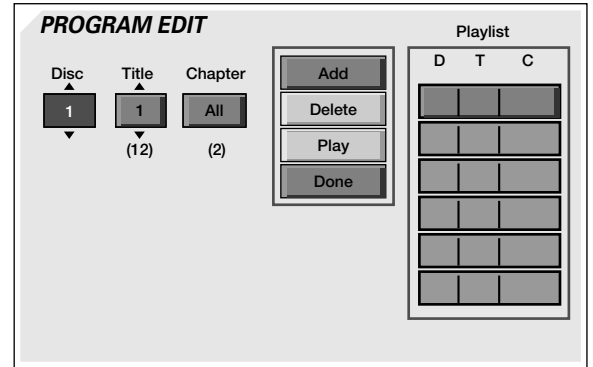 PROGRAM EDIT
Disc Title Chapter
1 1 All
(12) (2)
Add
Delete
Play
Done
Playlist
D T C